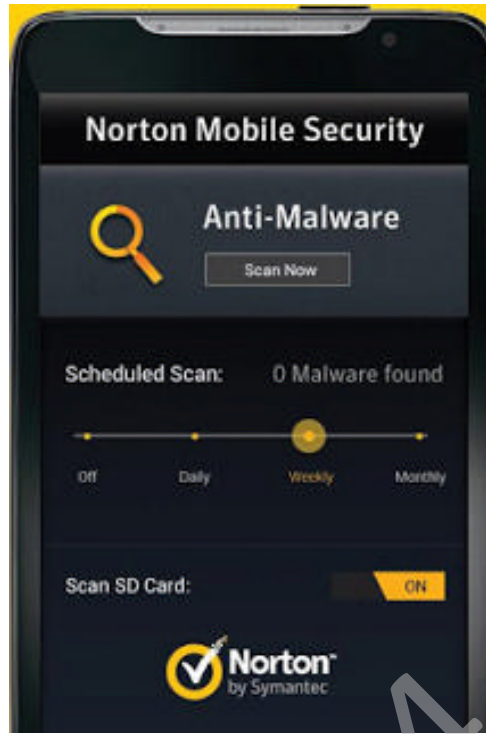 Norton Mobile Security
Anti-Malware
Scan Now
Scheduled Scan: 0 Malware found
Off Daily Weekly Monthly
Scan SD Card: ON
Norton™
by Symantec